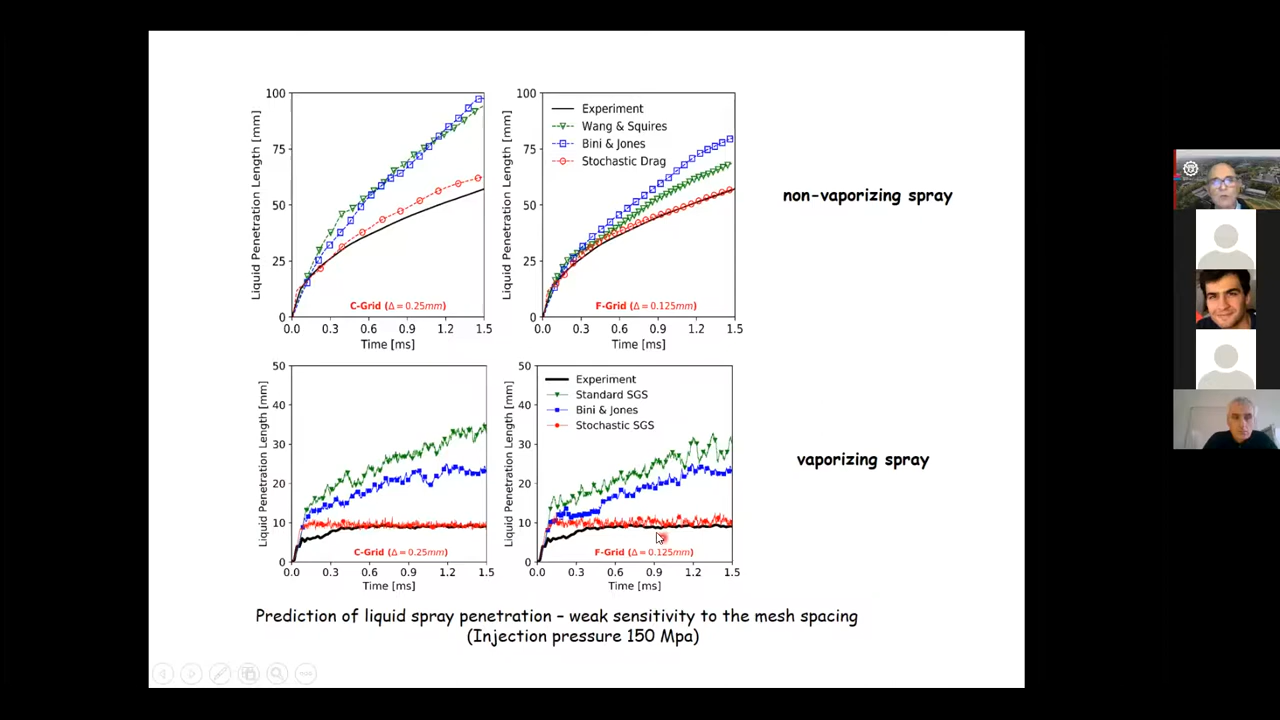 100
75
50
25
0
Liquid Penetration Length [mm]
C-Grid (Δ = 0.25mm)
0.0 0.3 0.6 0.9 1.2 1.5
Time [ms]
100
75
50
25
0
Liquid Penetration Length [mm]
Experiment
Wang & Squires
Bini & Jones
Stochastic Drag
F-Grid (Δ = 0.125mm)
0.0 0.3 0.6 0.9 1.2 1.5
Time [ms]
non-vaporizing spray
50
40
30
20
10
0
Liquid Penetration Length [mm]
C-Grid (Δ = 0.25mm)
0.0 0.3 0.6 0.9 1.2 1.5
Time [ms]
50
40
30
20
10
0
Liquid Penetration Length [mm]
Experiment
Standard SGS
Bini & Jones
Stochastic SGS
F-Grid (Δ = 0.125mm)
0.0 0.3 0.6 0.9 1.2 1.5
Time [ms]
vaporizing spray
Prediction of liquid spray penetration – weak sensitivity to the mesh spacing
(Injection pressure 150 Mpa)